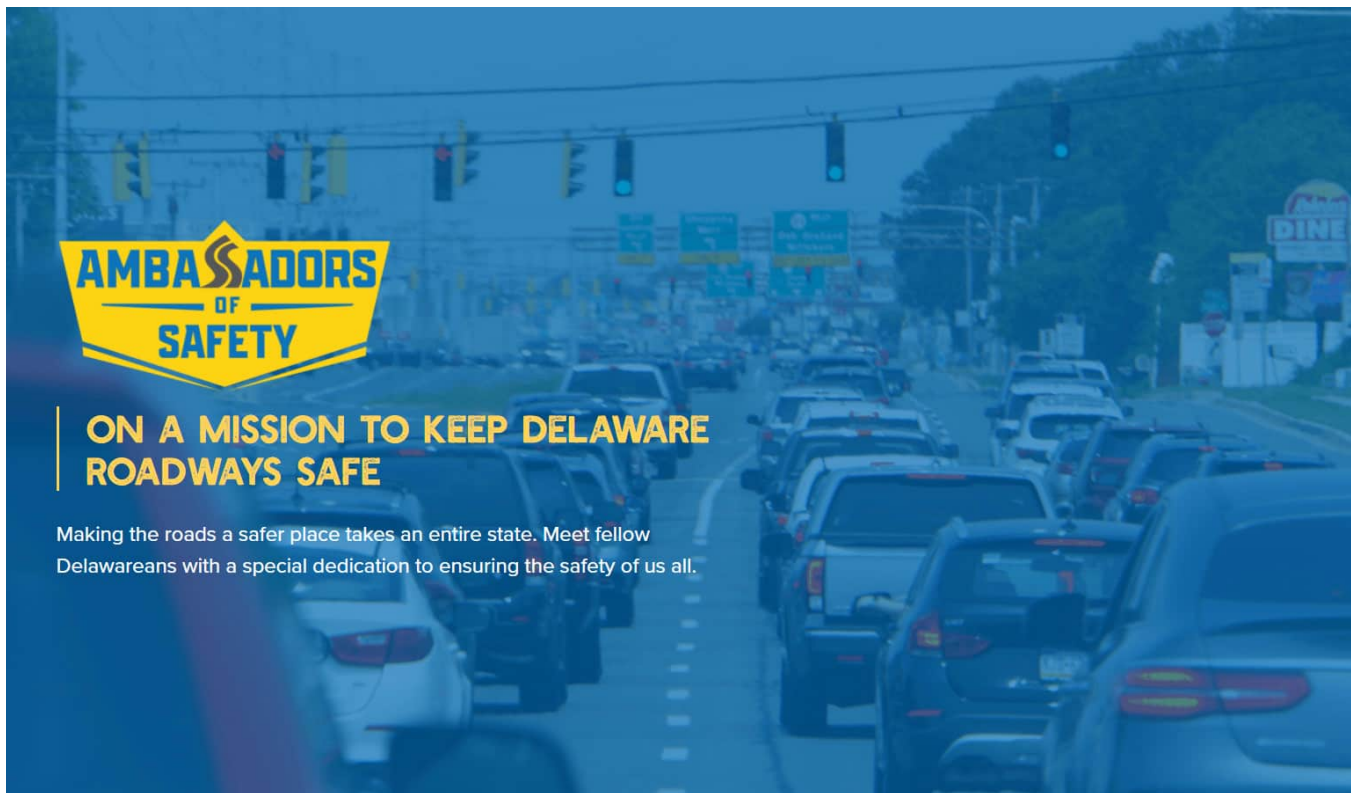 AMBASSADORS
OF
SAFETY
ON A MISSION TO KEEP DELAWARE
ROADWAYS SAFE
Making the roads a safer place takes an entire state. Meet fellow
Delawareans with a special dedication to ensuring the safety of us all.
DINE